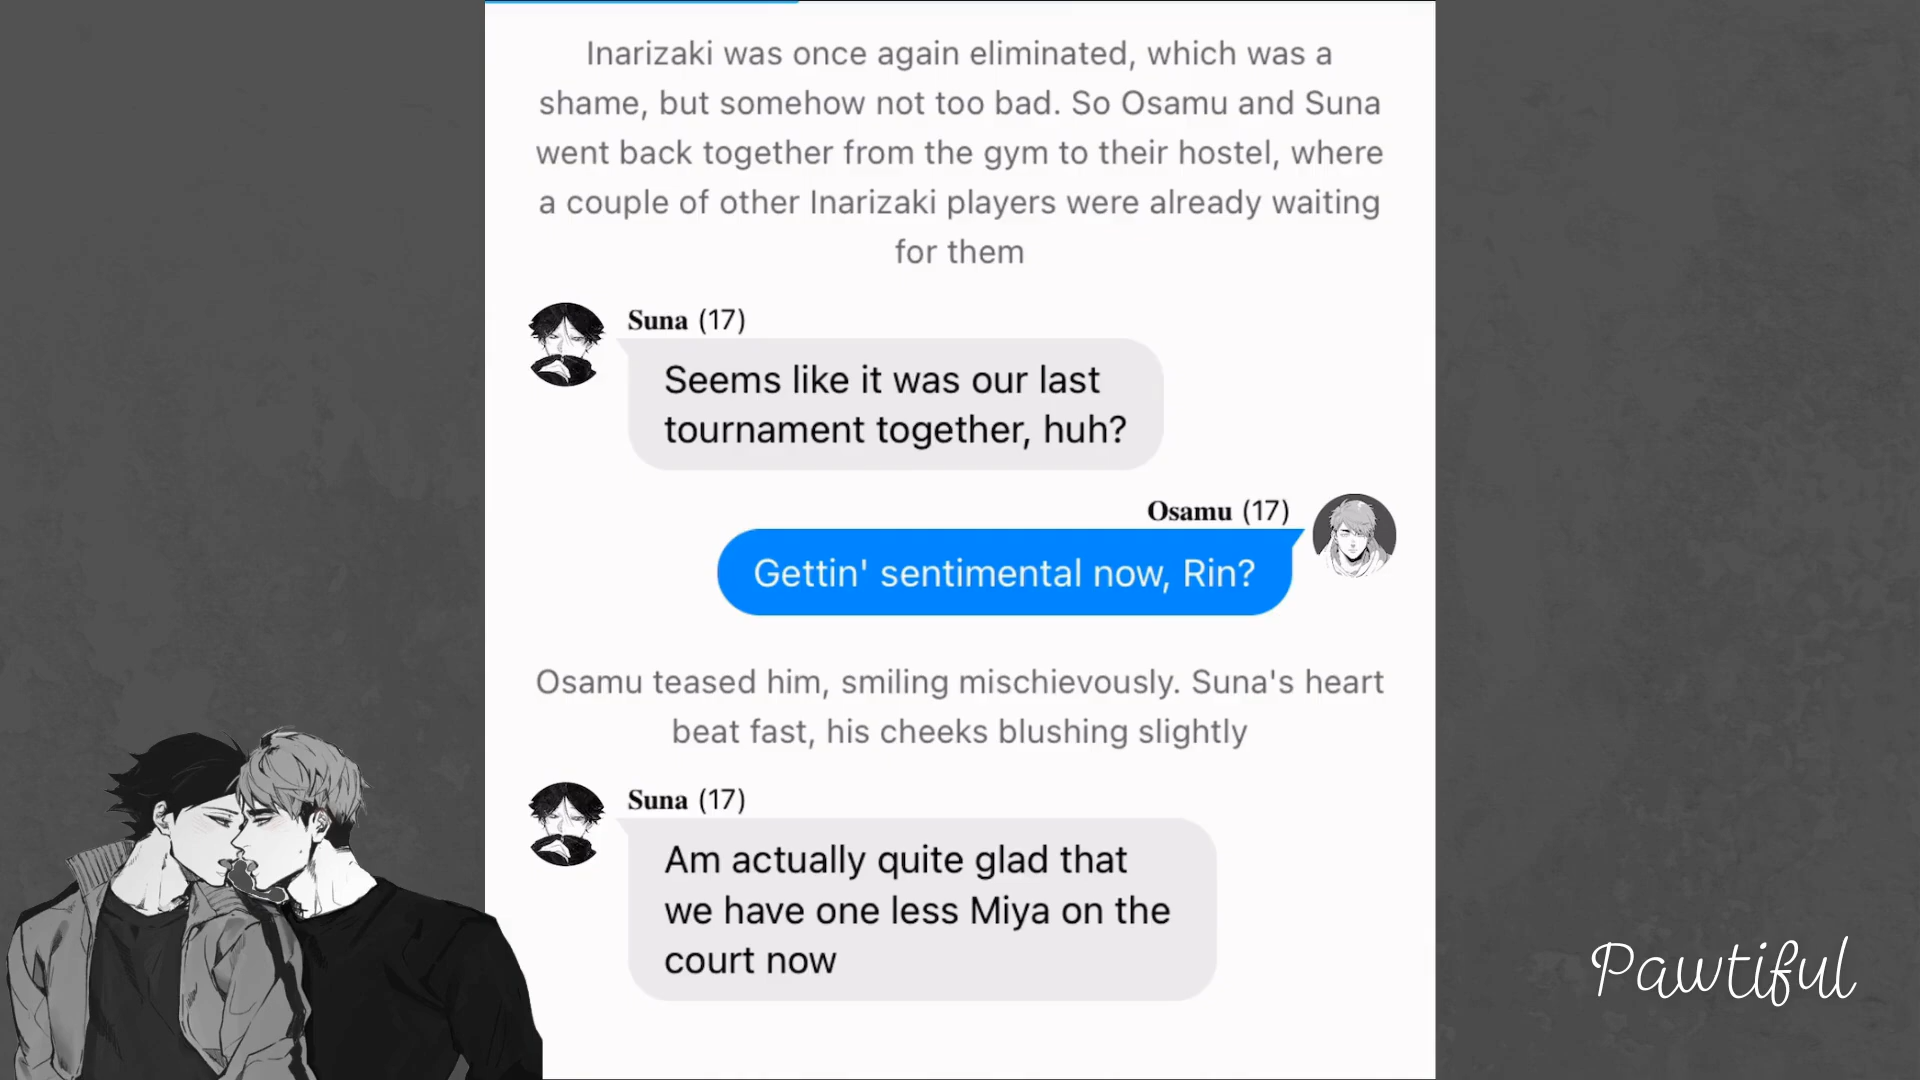 Inarizaki was once again eliminated, which was a
shame, but somehow not too bad. So Osamu and Suna
went back together from the gym to their hostel, where
a couple of other Inarizaki players were already waiting
for them
Suna (17)
Seems like it was our last
tournament together, huh?
Osamu (17)
Gettin' sentimental now, Rin?
Osamu teased him, smiling mischievously. Suna's heart
beat fast, his cheeks blushing slightly
Suna (17)
Am actually quite glad that
we have one less Miya on the
court now
Pawtiful